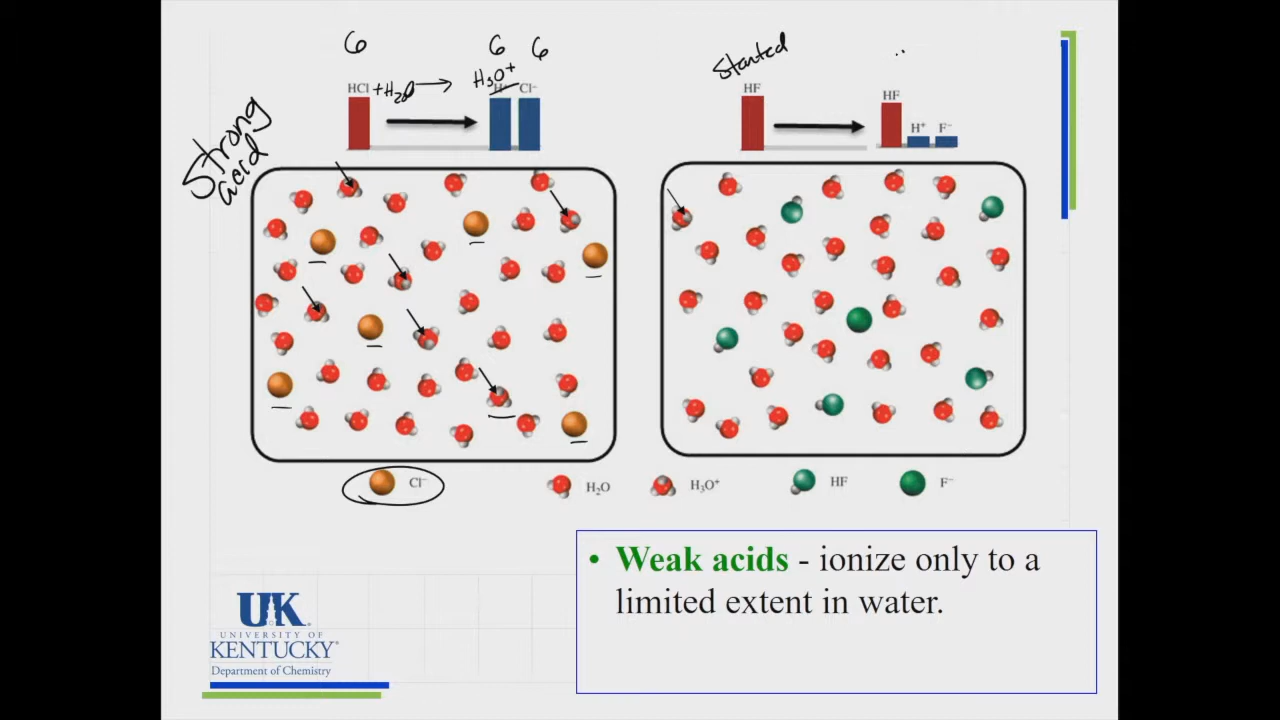 6
6 6
HCl +H₂O → H₃O⁺
H⁺ Cl⁻
Strong
acid
Started
HF
HF
H⁺ F⁻
Cl⁻
H₂O
H₃O⁺
HF
F⁻
• Weak acids - ionize only to a
limited extent in water.
UK
UNIVERSITY OF
KENTUCKY®
Department of Chemistry